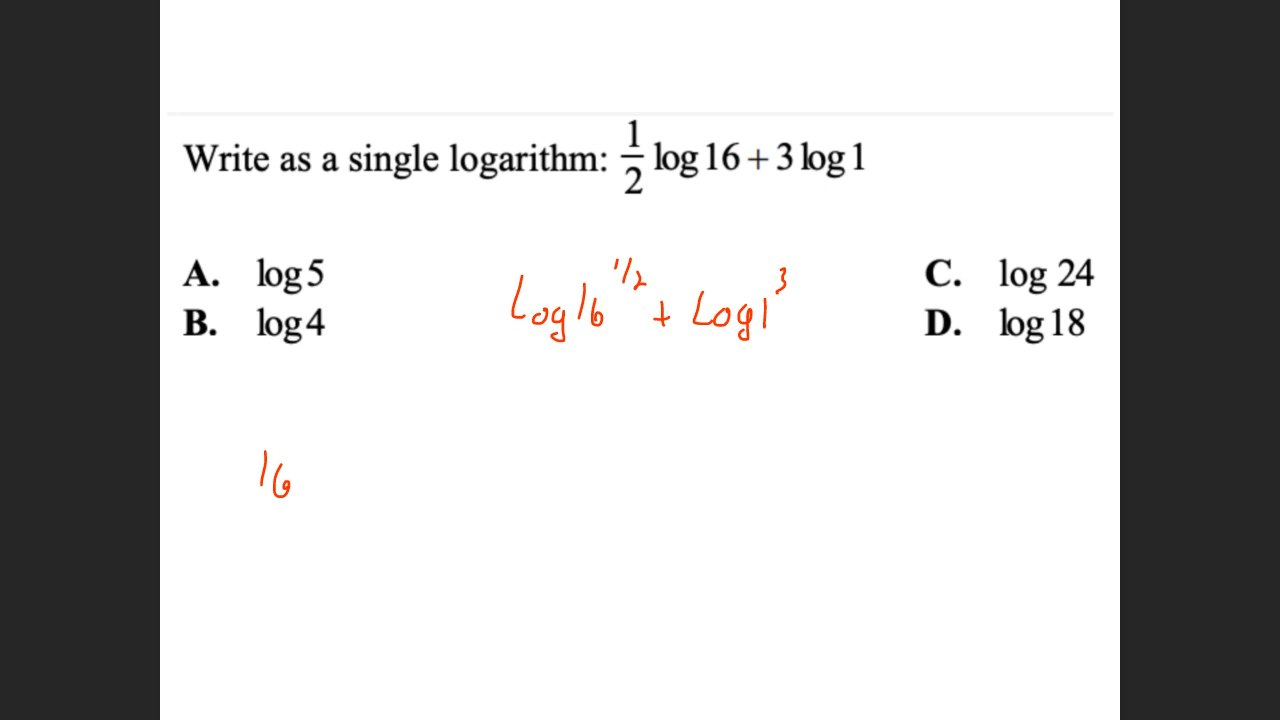 Write as a single logarithm: 1/2 log 16 + 3 log 1
A. log 5
B. log 4
Log 16^1/2 + Log 1^3
C. log 24
D. log 18
16